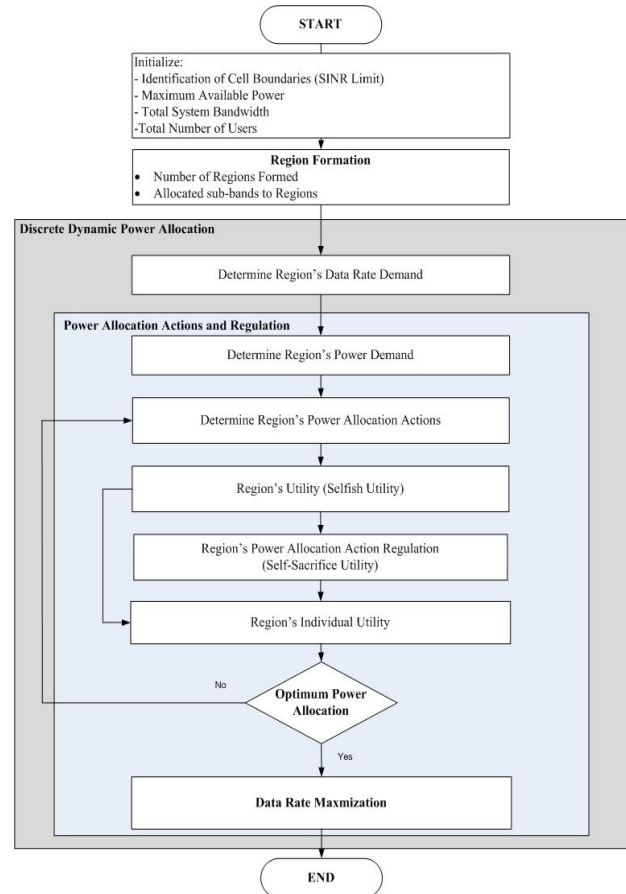 START
Initialize:
- Identification of Cell Boundaries (SINR Limit)
- Maximum Available Power
- Total System Bandwidth
-Total Number of Users
Region Formation
• Number of Regions Formed
• Allocated sub-bands to Regions
Discrete Dynamic Power Allocation
Determine Region's Data Rate Demand
Power Allocation Actions and Regulation
Determine Region's Power Demand
Determine Region's Power Allocation Actions
Region's Utility (Selfish Utility)
Region's Power Allocation Action Regulation
(Self-Sacrifice Utility)
Region's Individual Utility
No
Optimum Power
Allocation
Yes
Data Rate Maxmization
END